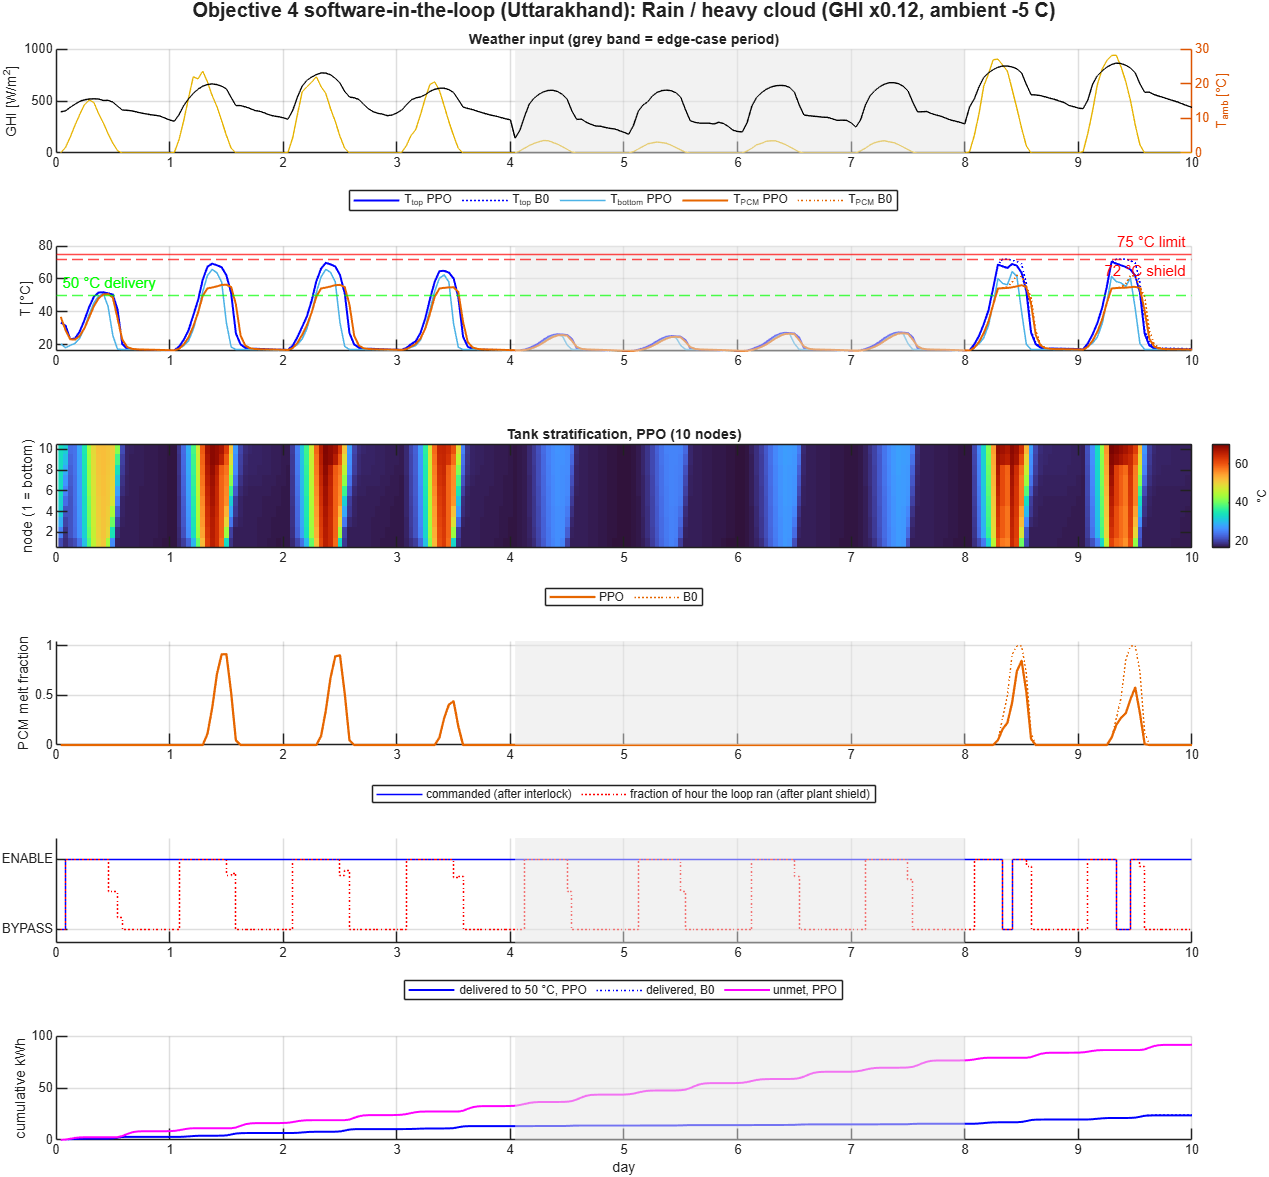 Objective 4 software-in-the-loop (Uttarakhand): Rain / heavy cloud (GHI x0.12, ambient -5 C)
Weather input (grey band = edge-case period)
GHI [W/m²]
1000
500
0
30
20
10
0
T_amb [°C]
0 1 2 3 4 5 6 7 8 9 10
T_top PPO T_top B0 T_bottom PPO T_PCM PPO T_PCM B0
T [°C]
80
60
40
20
75 °C limit
shield
50 °C delivery
0 1 2 3 4 5 6 7 8 9 10
Tank stratification, PPO (10 nodes)
node (1 = bottom)
10
8
6
4
2
60
40
20
°C
0 1 2 3 4 5 6 7 8 9 10
PPO B0
PCM melt fraction
1
0.5
0
0 1 2 3 4 5 6 7 8 9 10
commanded (after interlock) fraction of hour the loop ran (after plant shield)
ENABLE
BYPASS
0 1 2 3 4 5 6 7 8 9 10
delivered to 50 °C, PPO delivered, B0 unmet, PPO
cumulative kWh
100
50
0
0 1 2 3 4 5 6 7 8 9 10
day